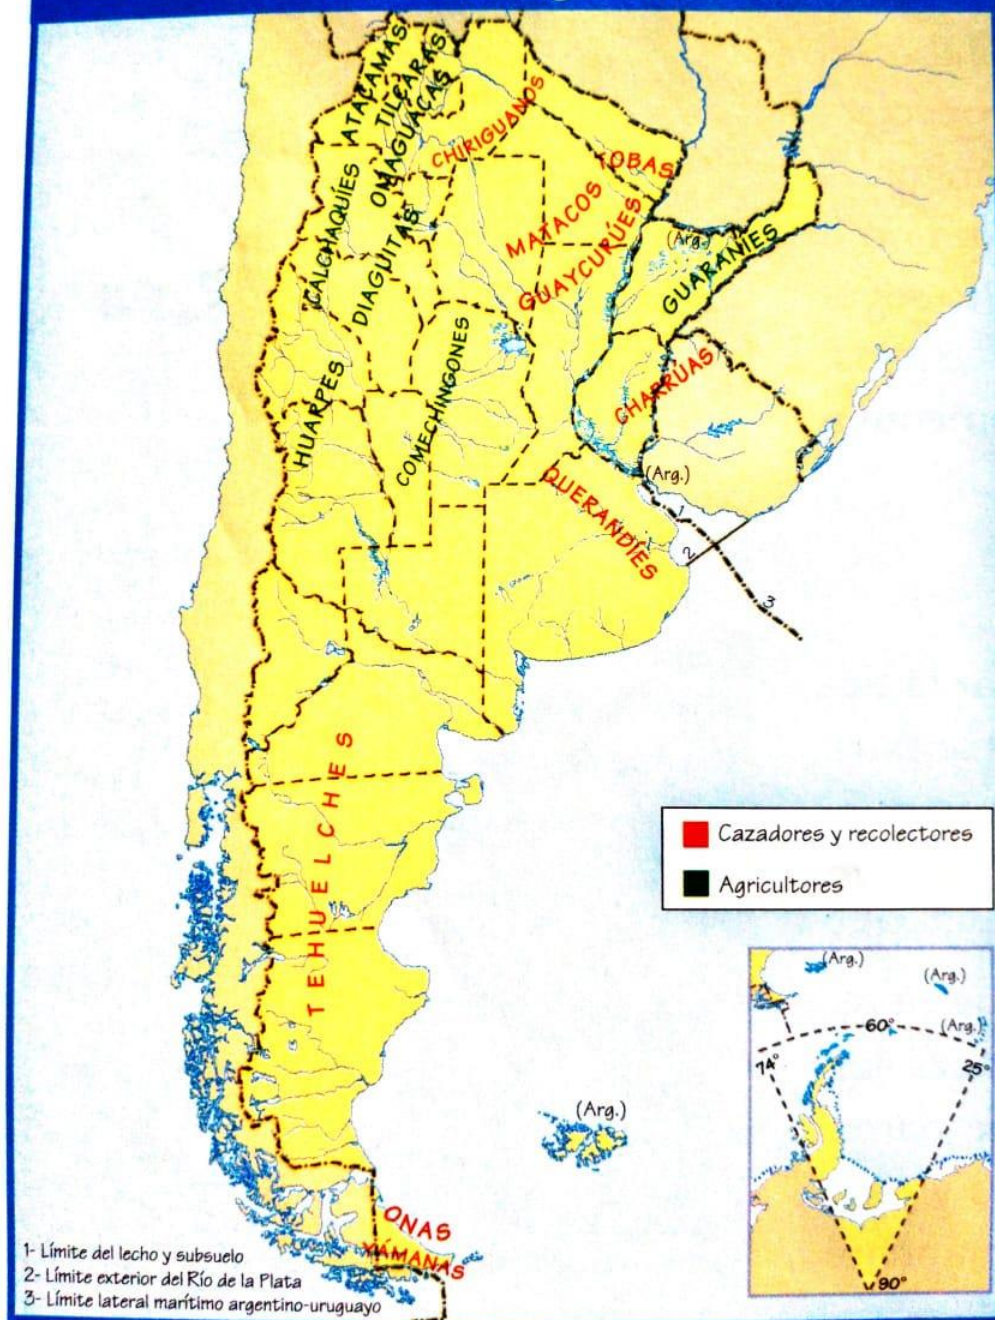 ATACAMAS
TILCARAS
OMAGUACAS
CHIRIGUANOS
TOBAS
CALCHAQUÍES
DIAGUITAS
MATACOS
GUAYCURÚES
(Arg.)
GUARANÍES
HUARPES
COMECHINGONES
CHARRÚAS
QUERANDÍES
(Arg.)
1
2
3
TEHUELCHES
Cazadores y recolectores
Agricultores
(Arg.)
(Arg.)
(Arg.)
60°
74°
25°
90°
(Arg.)
ONAS
YÁMANAS
1- Límite del lecho y subsuelo
2- Límite exterior del Río de la Plata
3- Límite lateral marítimo argentino-uruguayo